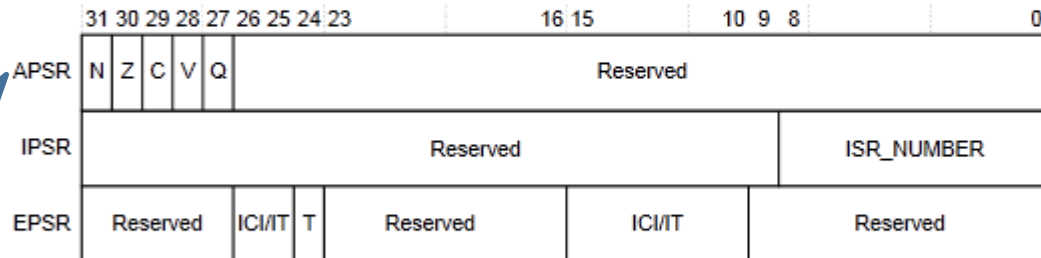 31 30 29 28 27 26 25 24 23 16 15 10 9 8 0
APSR N Z C V Q Reserved
IPSR Reserved ISR_NUMBER
EPSR Reserved ICI/IT T Reserved ICI/IT Reserved